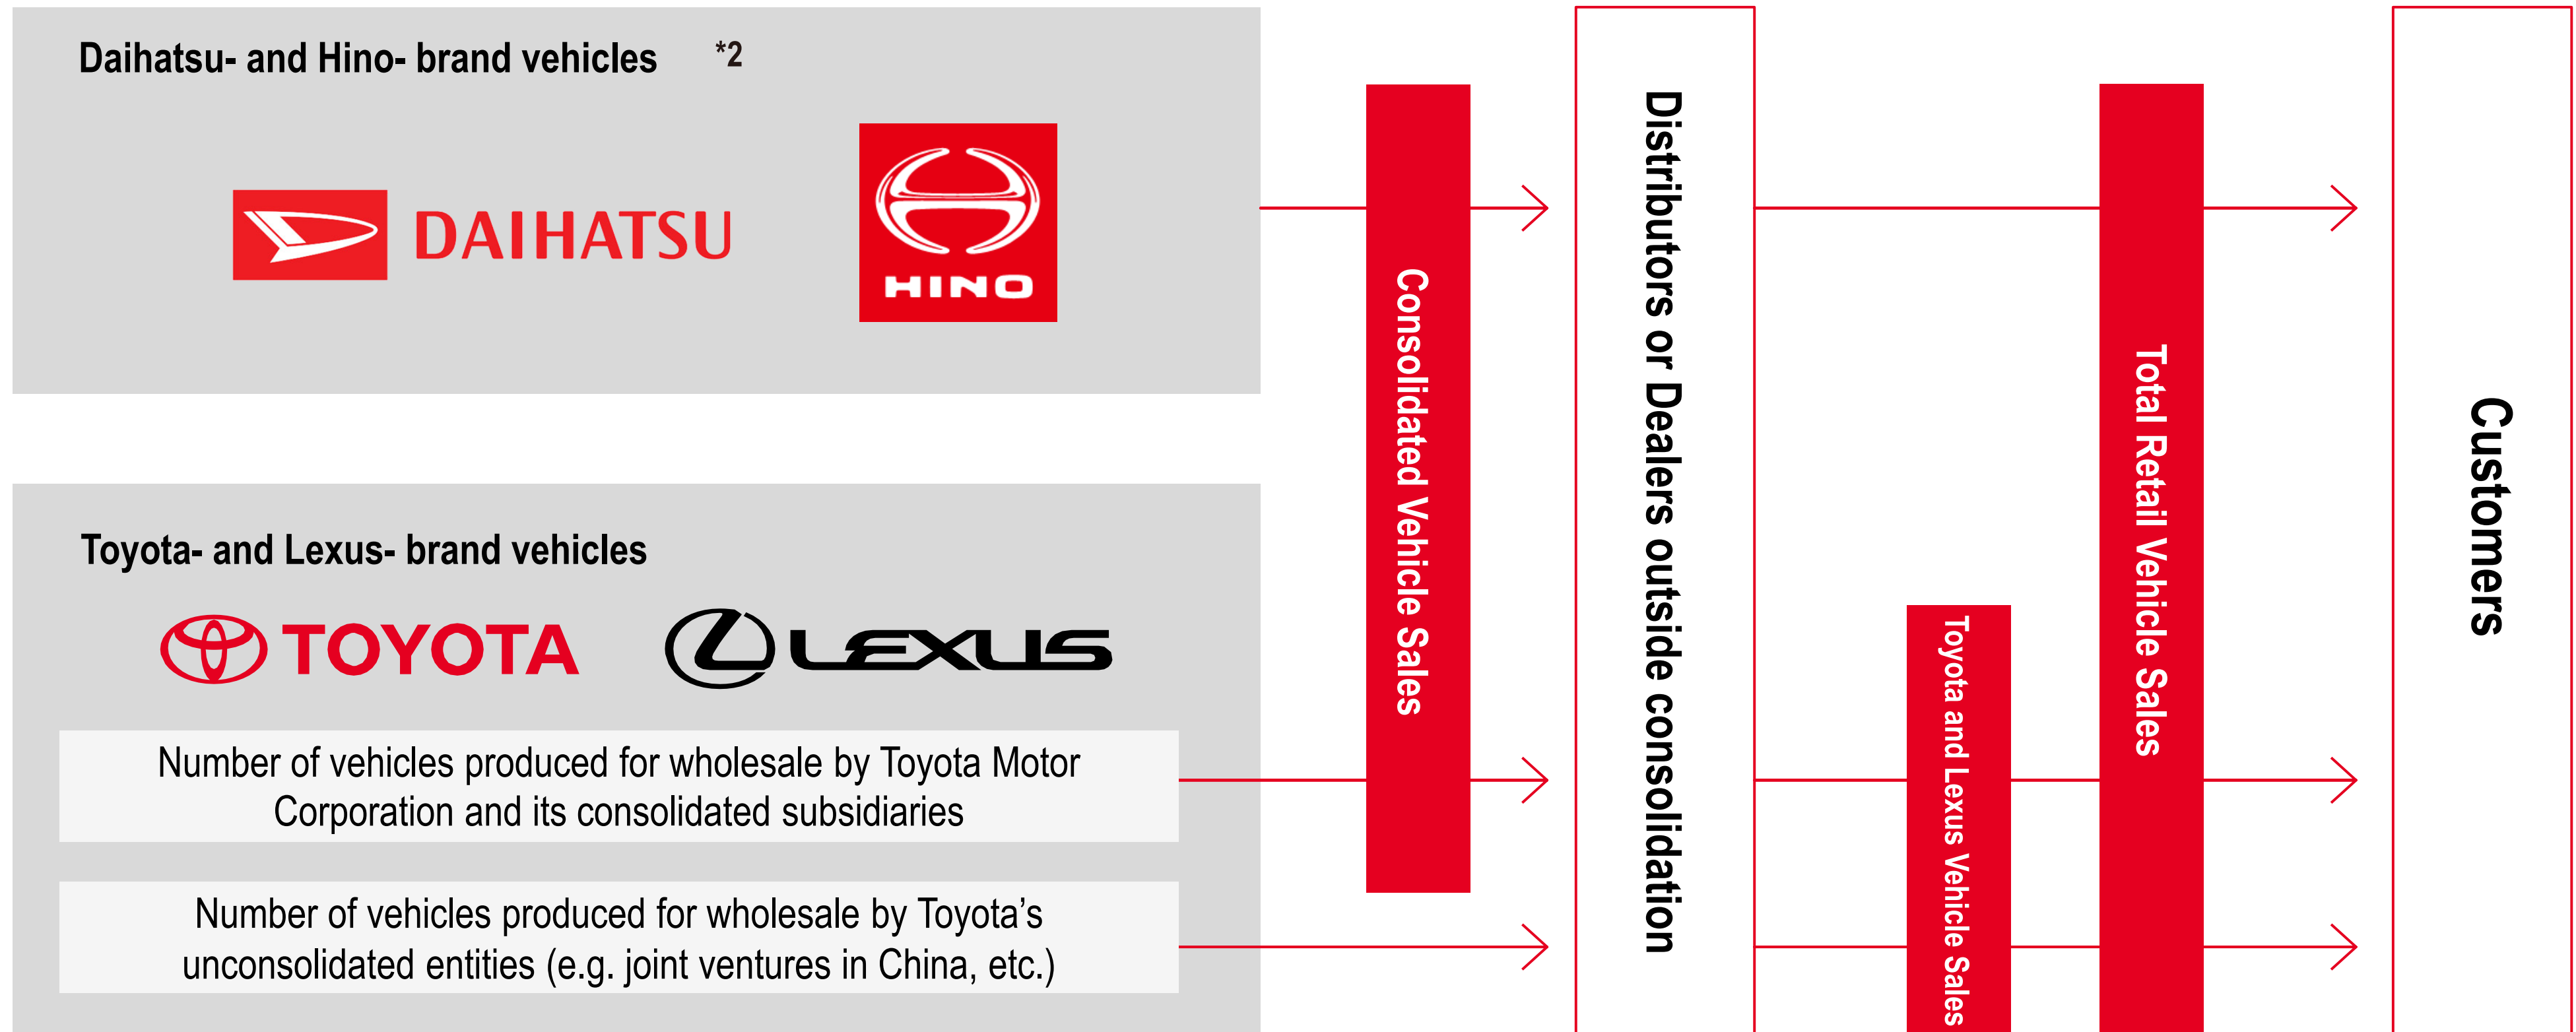 Daihatsu- and Hino- brand vehicles *2
DAIHATSU
HINO
Toyota- and Lexus- brand vehicles
TOYOTA
LEXUS
Number of vehicles produced for wholesale by Toyota Motor
Corporation and its consolidated subsidiaries
Number of vehicles produced for wholesale by Toyota’s
unconsolidated entities (e.g. joint ventures in China, etc.)
Consolidated Vehicle Sales
Distributors or Dealers outside consolidation
Toyota and Lexus Vehicle Sales
Total Retail Vehicle Sales
Customers